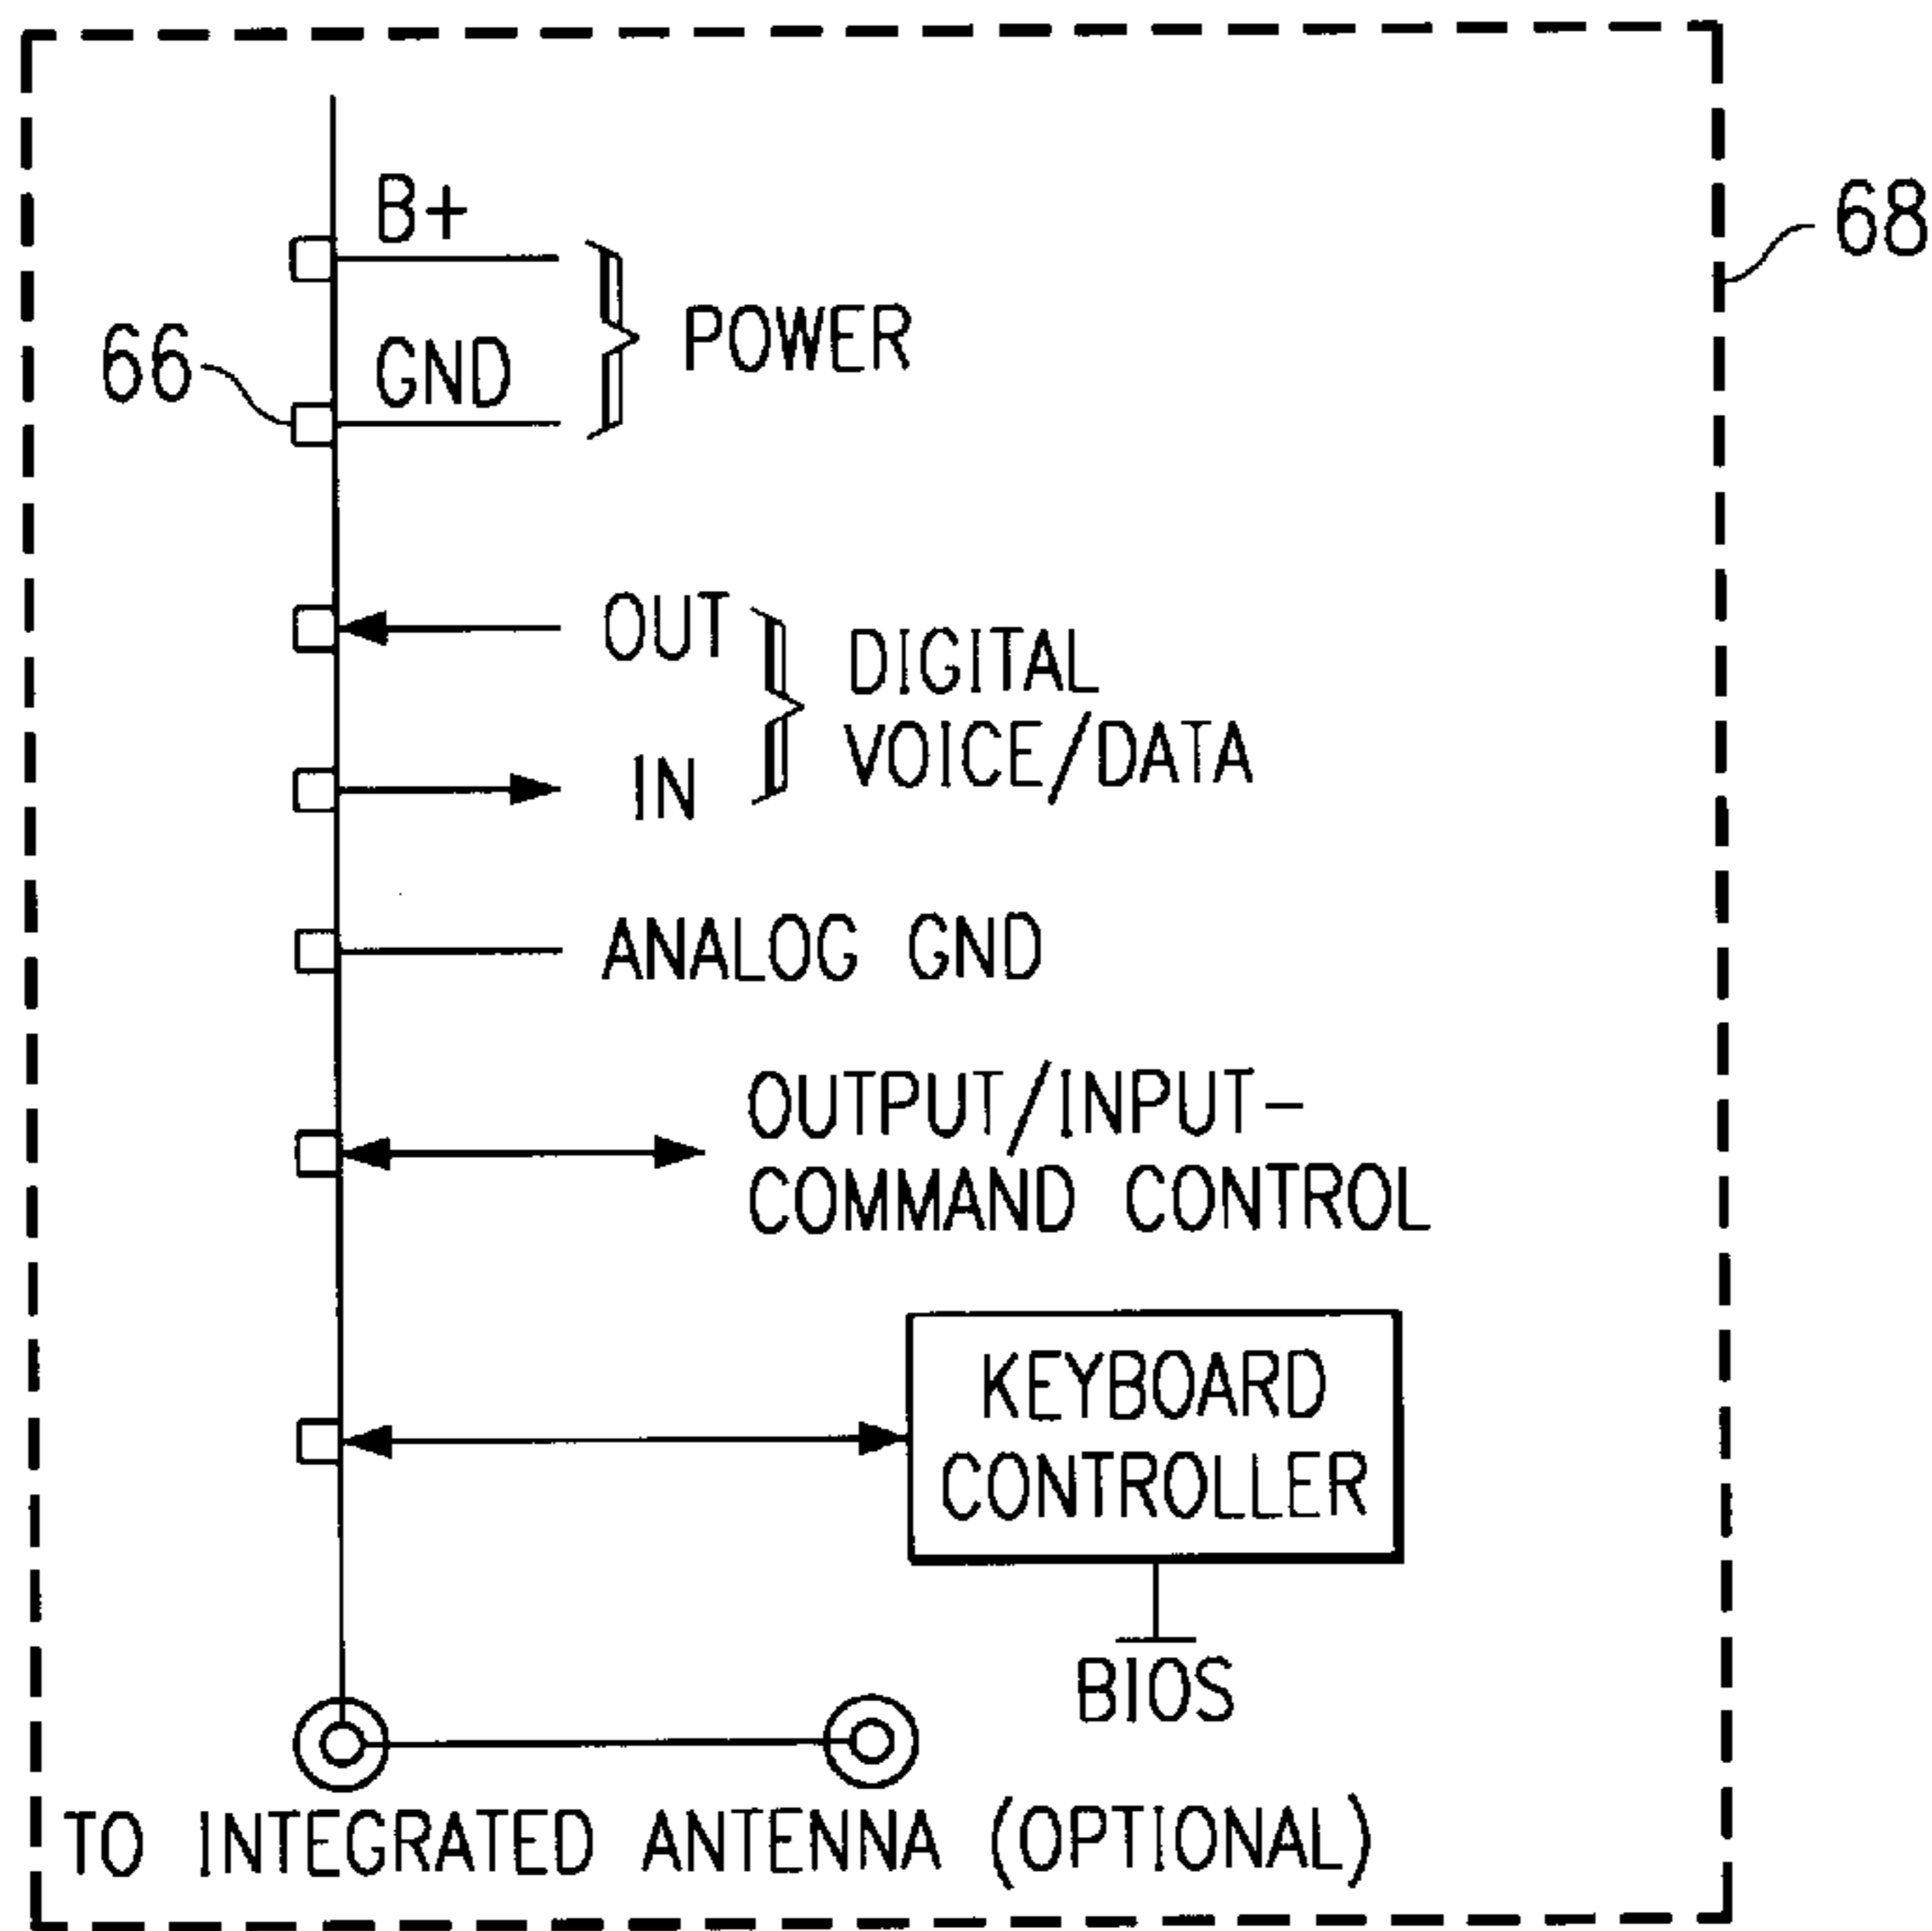 B+
68
66
GND
POWER
OUT
DIGITAL
VOICE/DATA
IN
ANALOG GND
OUTPUT/INPUT-
COMMAND CONTROL
KEYBOARD
CONTROLLER
BIOS
TO INTEGRATED ANTENNA (OPTIONAL)